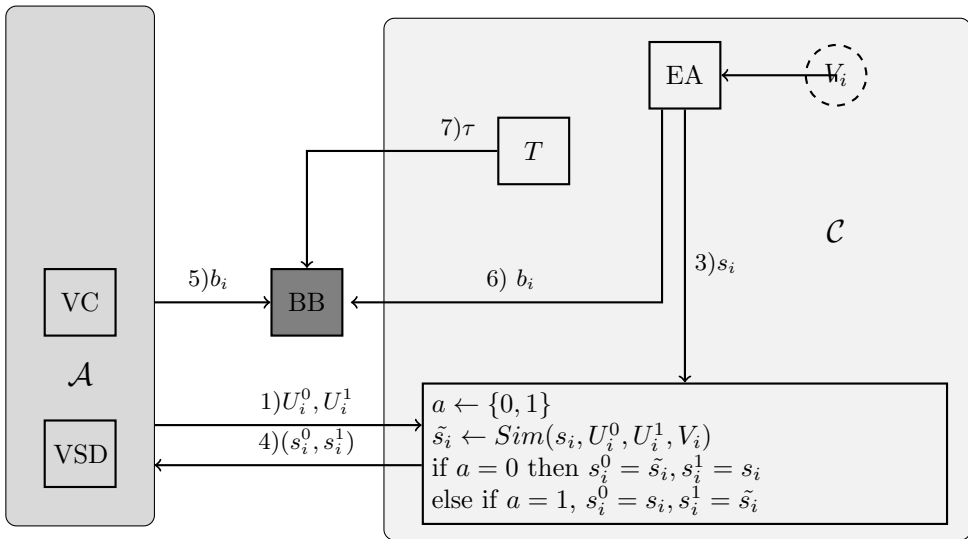 EA
V_i
7)τ
T
𝒞
3)s_i
5)b_i
6) b_i
VC
BB
𝒜
1)U_i^0, U_i^1
4)(s_i^0, s_i^1)
VSD
a ← {0, 1}
s̃_i ← Sim(s_i, U_i^0, U_i^1, V_i)
if a = 0 then s_i^0 = s̃_i, s_i^1 = s_i
else if a = 1, s_i^0 = s_i, s_i^1 = s̃_i